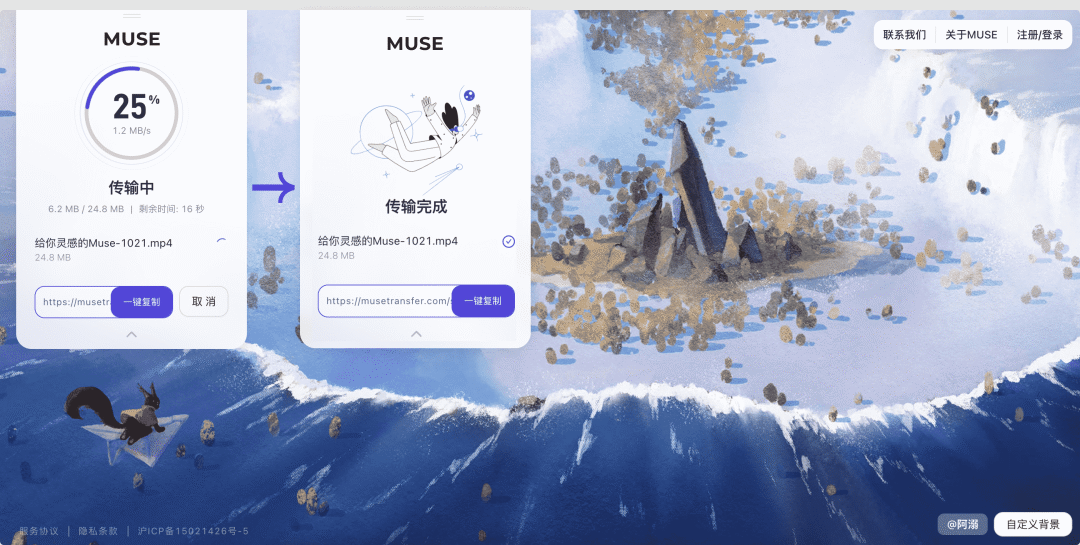 MUSE
25%
1.2 MB/s
传输中
6.2 MB / 24.8 MB | 剩余时间: 16 秒
给你灵感的Muse-1021.mp4
24.8 MB
https://musetra
一键复制
取 消
MUSE
传输完成
给你灵感的Muse-1021.mp4
24.8 MB
https://musetransfer.com/s
一键复制
联系我们
关于MUSE
注册/登录
服务协议 | 隐私条款 | 沪ICP备15021426号-5
@阿溺
自定义背景